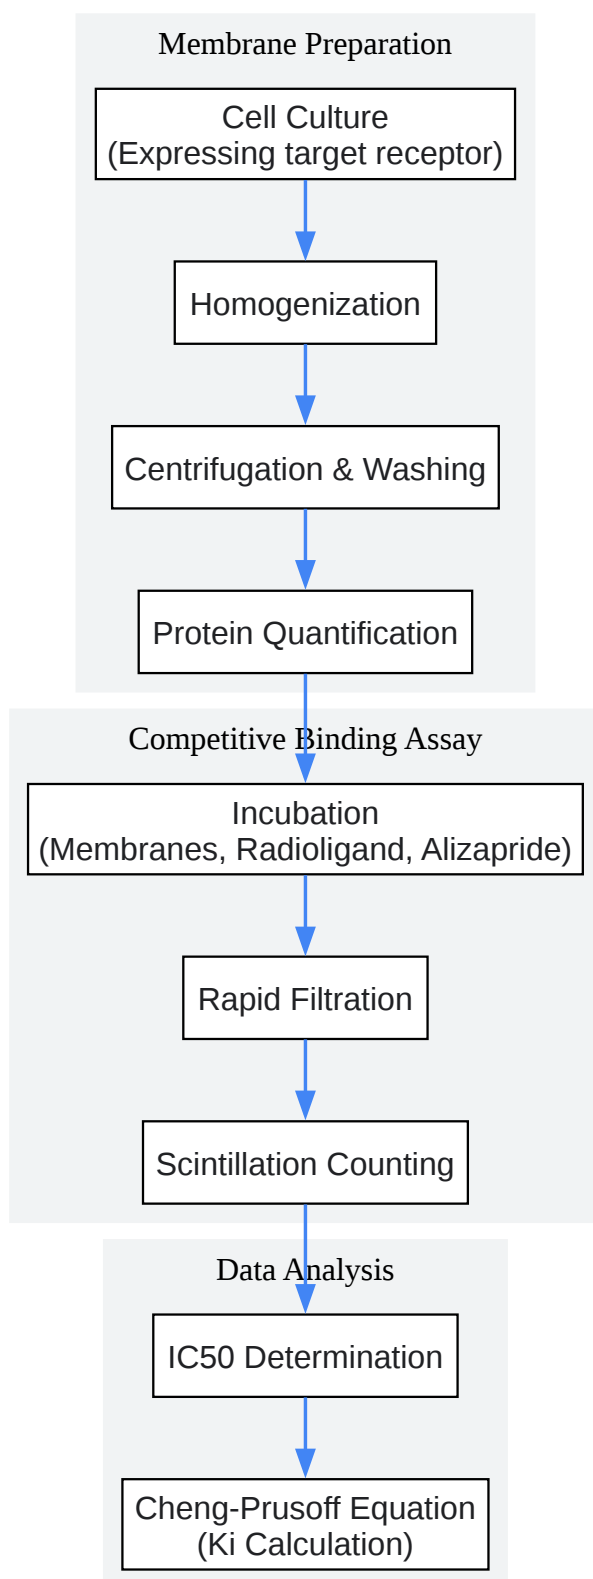 Membrane Preparation
Cell Culture
(Expressing target receptor)
Homogenization
Centrifugation & Washing
Protein Quantification
Competitive Binding Assay
Incubation
(Membranes, Radioligand, Alizapride)
Rapid Filtration
Scintillation Counting
Data Analysis
IC50 Determination
Cheng-Prusoff Equation
(Ki Calculation)